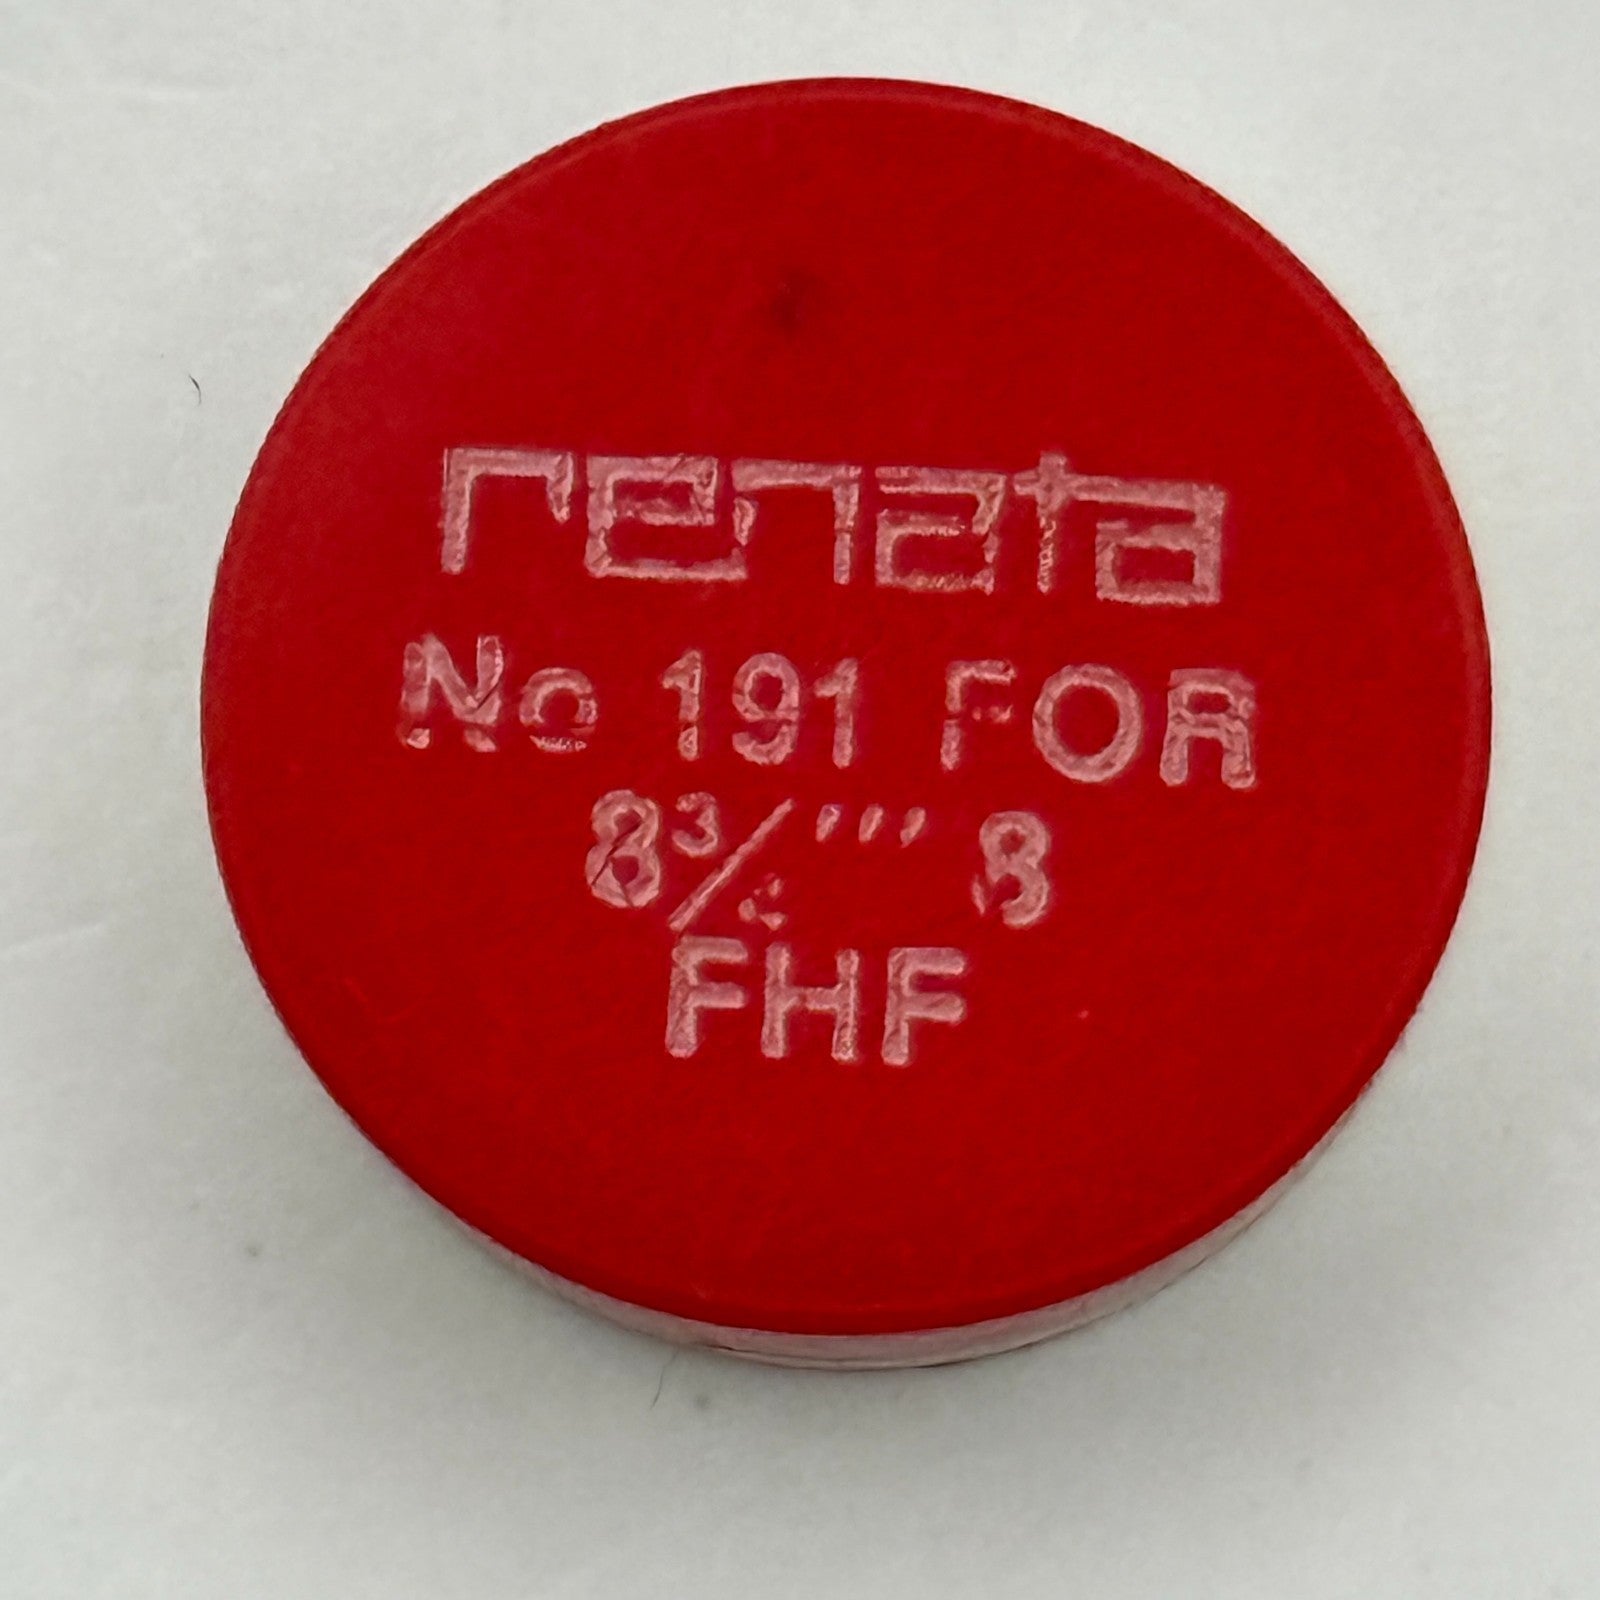 renata
No 191 FOR
8¾''' 8
FHF